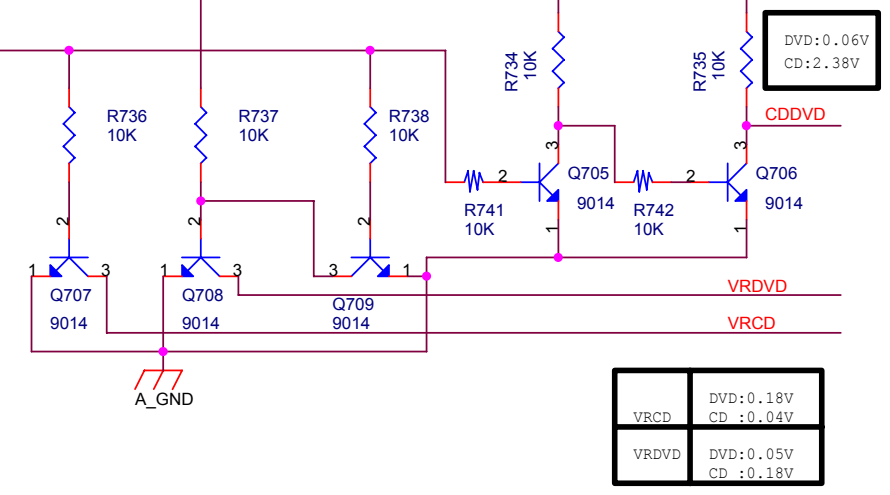 R734
10K
R735
10K
DVD:0.06V
CD:2.38V
CDDVD
R736
10K
R737
10K
R738
10K
3
3
2
Q705
9014
2
Q706
9014
R741
10K
R742
10K
2
2
2
1
1
1
3
1
3
3
1
Q707
9014
Q708
9014
Q709
9014
VRDVD
VRCD
A_GND
VRCD
DVD:0.18V
CD :0.04V
VRDVD
DVD:0.05V
CD :0.18V